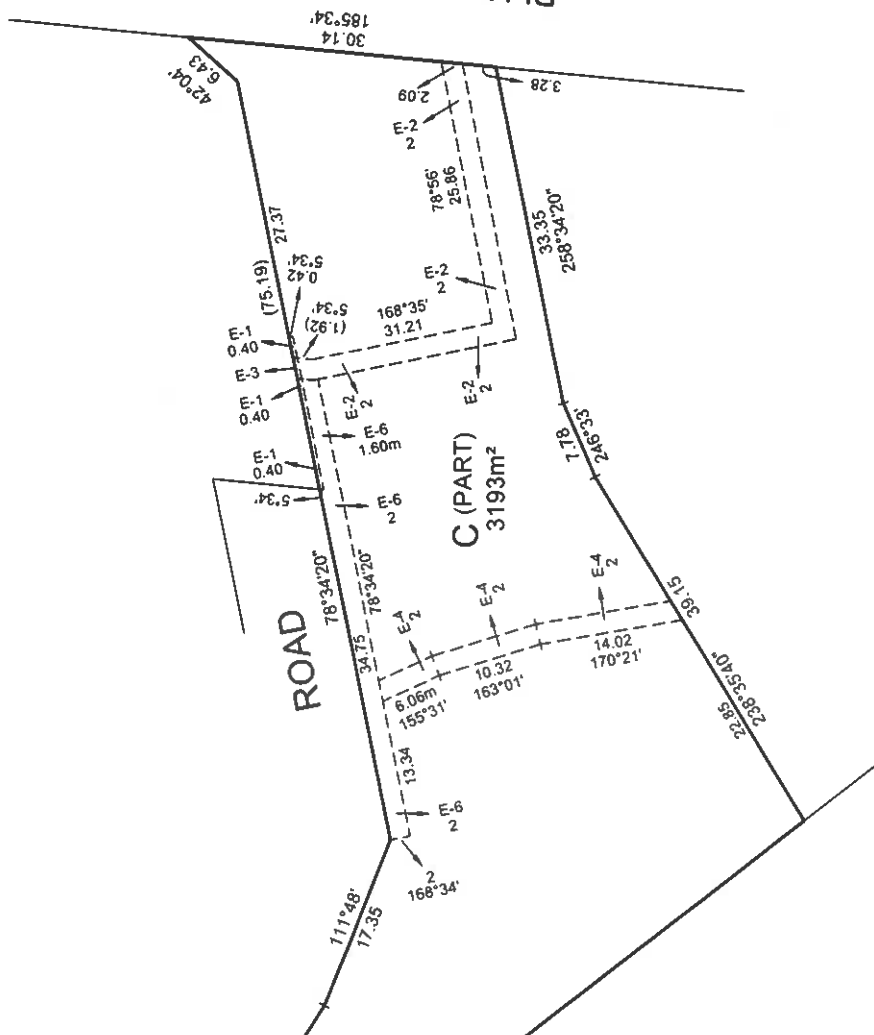 185°34'
30.14
42°04'
6.43
2.09
3.28
E-2
2
78°56'
25.86
27.37
(75.19)
5°34'
0.42
5°34'
(1.92)
E-1
0.40
E-3
E-1
0.40
E-1
0.40
5°34'
E-2
2
168°35'
31.21
33.35
258°34'20"
E-2
2
E-2
2
E-6
1.60m
E-6
2
C (PART)
3193m²
7.78
246°33'
ROAD
78°34'20"
34.75
78°34'20"
E-4
2
E-4
2
E-4
2
6.06m
155°31'
10.32
163°01'
14.02
170°21'
39.15
22.85
238°35'40"
13.34
E-6
2
2
168°34'
111°48'
17.35